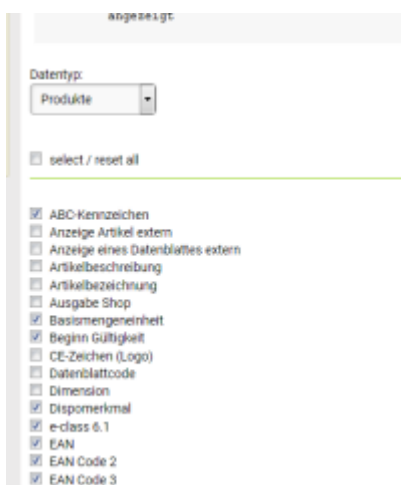 angezeigt
Datentyp:
Produkte
select / reset all
ABC-Kennzeichen
Anzeige Artikel extern
Anzeige eines Datenblattes extern
Artikelbeschreibung
Artikelbezeichnung
Ausgabe Shop
Basismengeneinheit
Beginn Gültigkeit
CE-Zeichen (Logo)
Datenblattcode
Dimension
Dispomerkmal
e-class 6.1
EAN
EAN Code 2
EAN Code 3